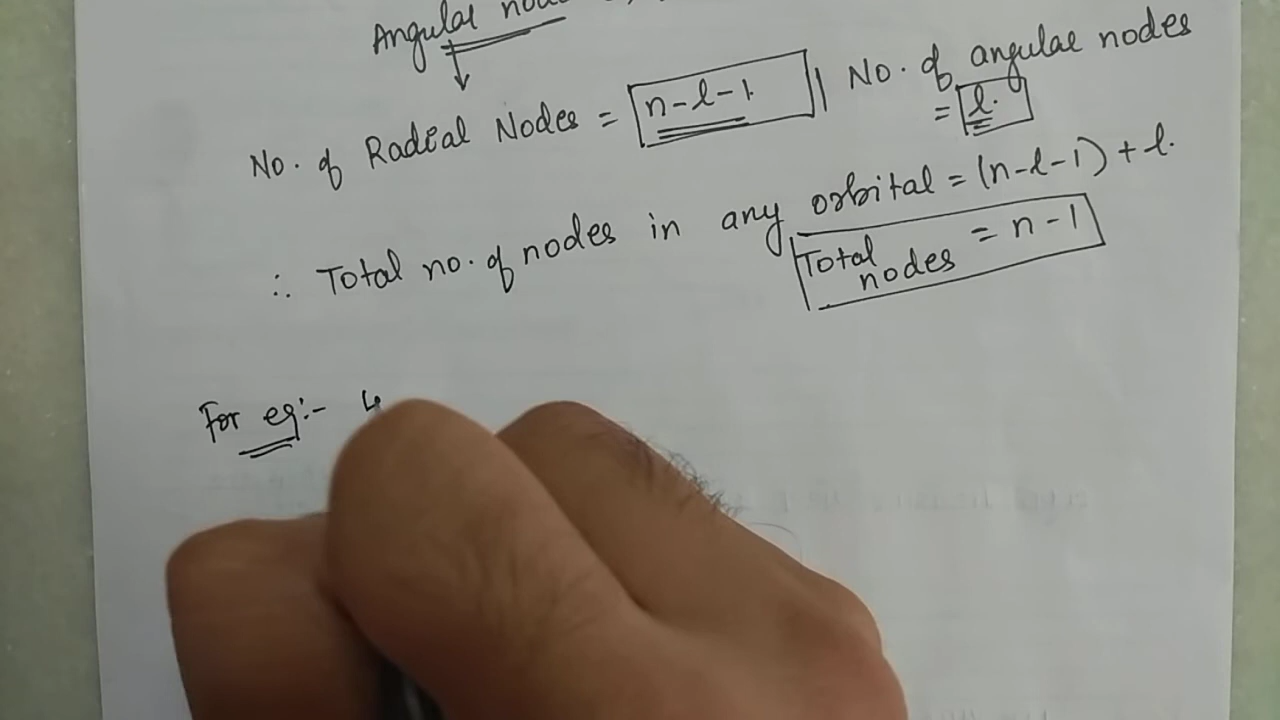 Angular
No. of Radial Nodes = n-l-1 || No. of angular nodes
= l.
∴ Total no. of nodes in any orbital = (n-l-1) + l.
Total nodes = n-1
For eg:- 4